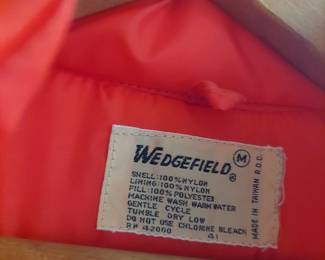 WEDGEFIELD® M
SHELL: 100% NYLON
LINING: 100% NYLON
FILL: 100% POLYESTER
MACHINE WASH WARM WATER
GENTLE CYCLE
TUMBLE DRY LOW
DO NOT USE CHLORINE BLEACH
RN 42000 41
MADE IN TAIWAN R.O.C.